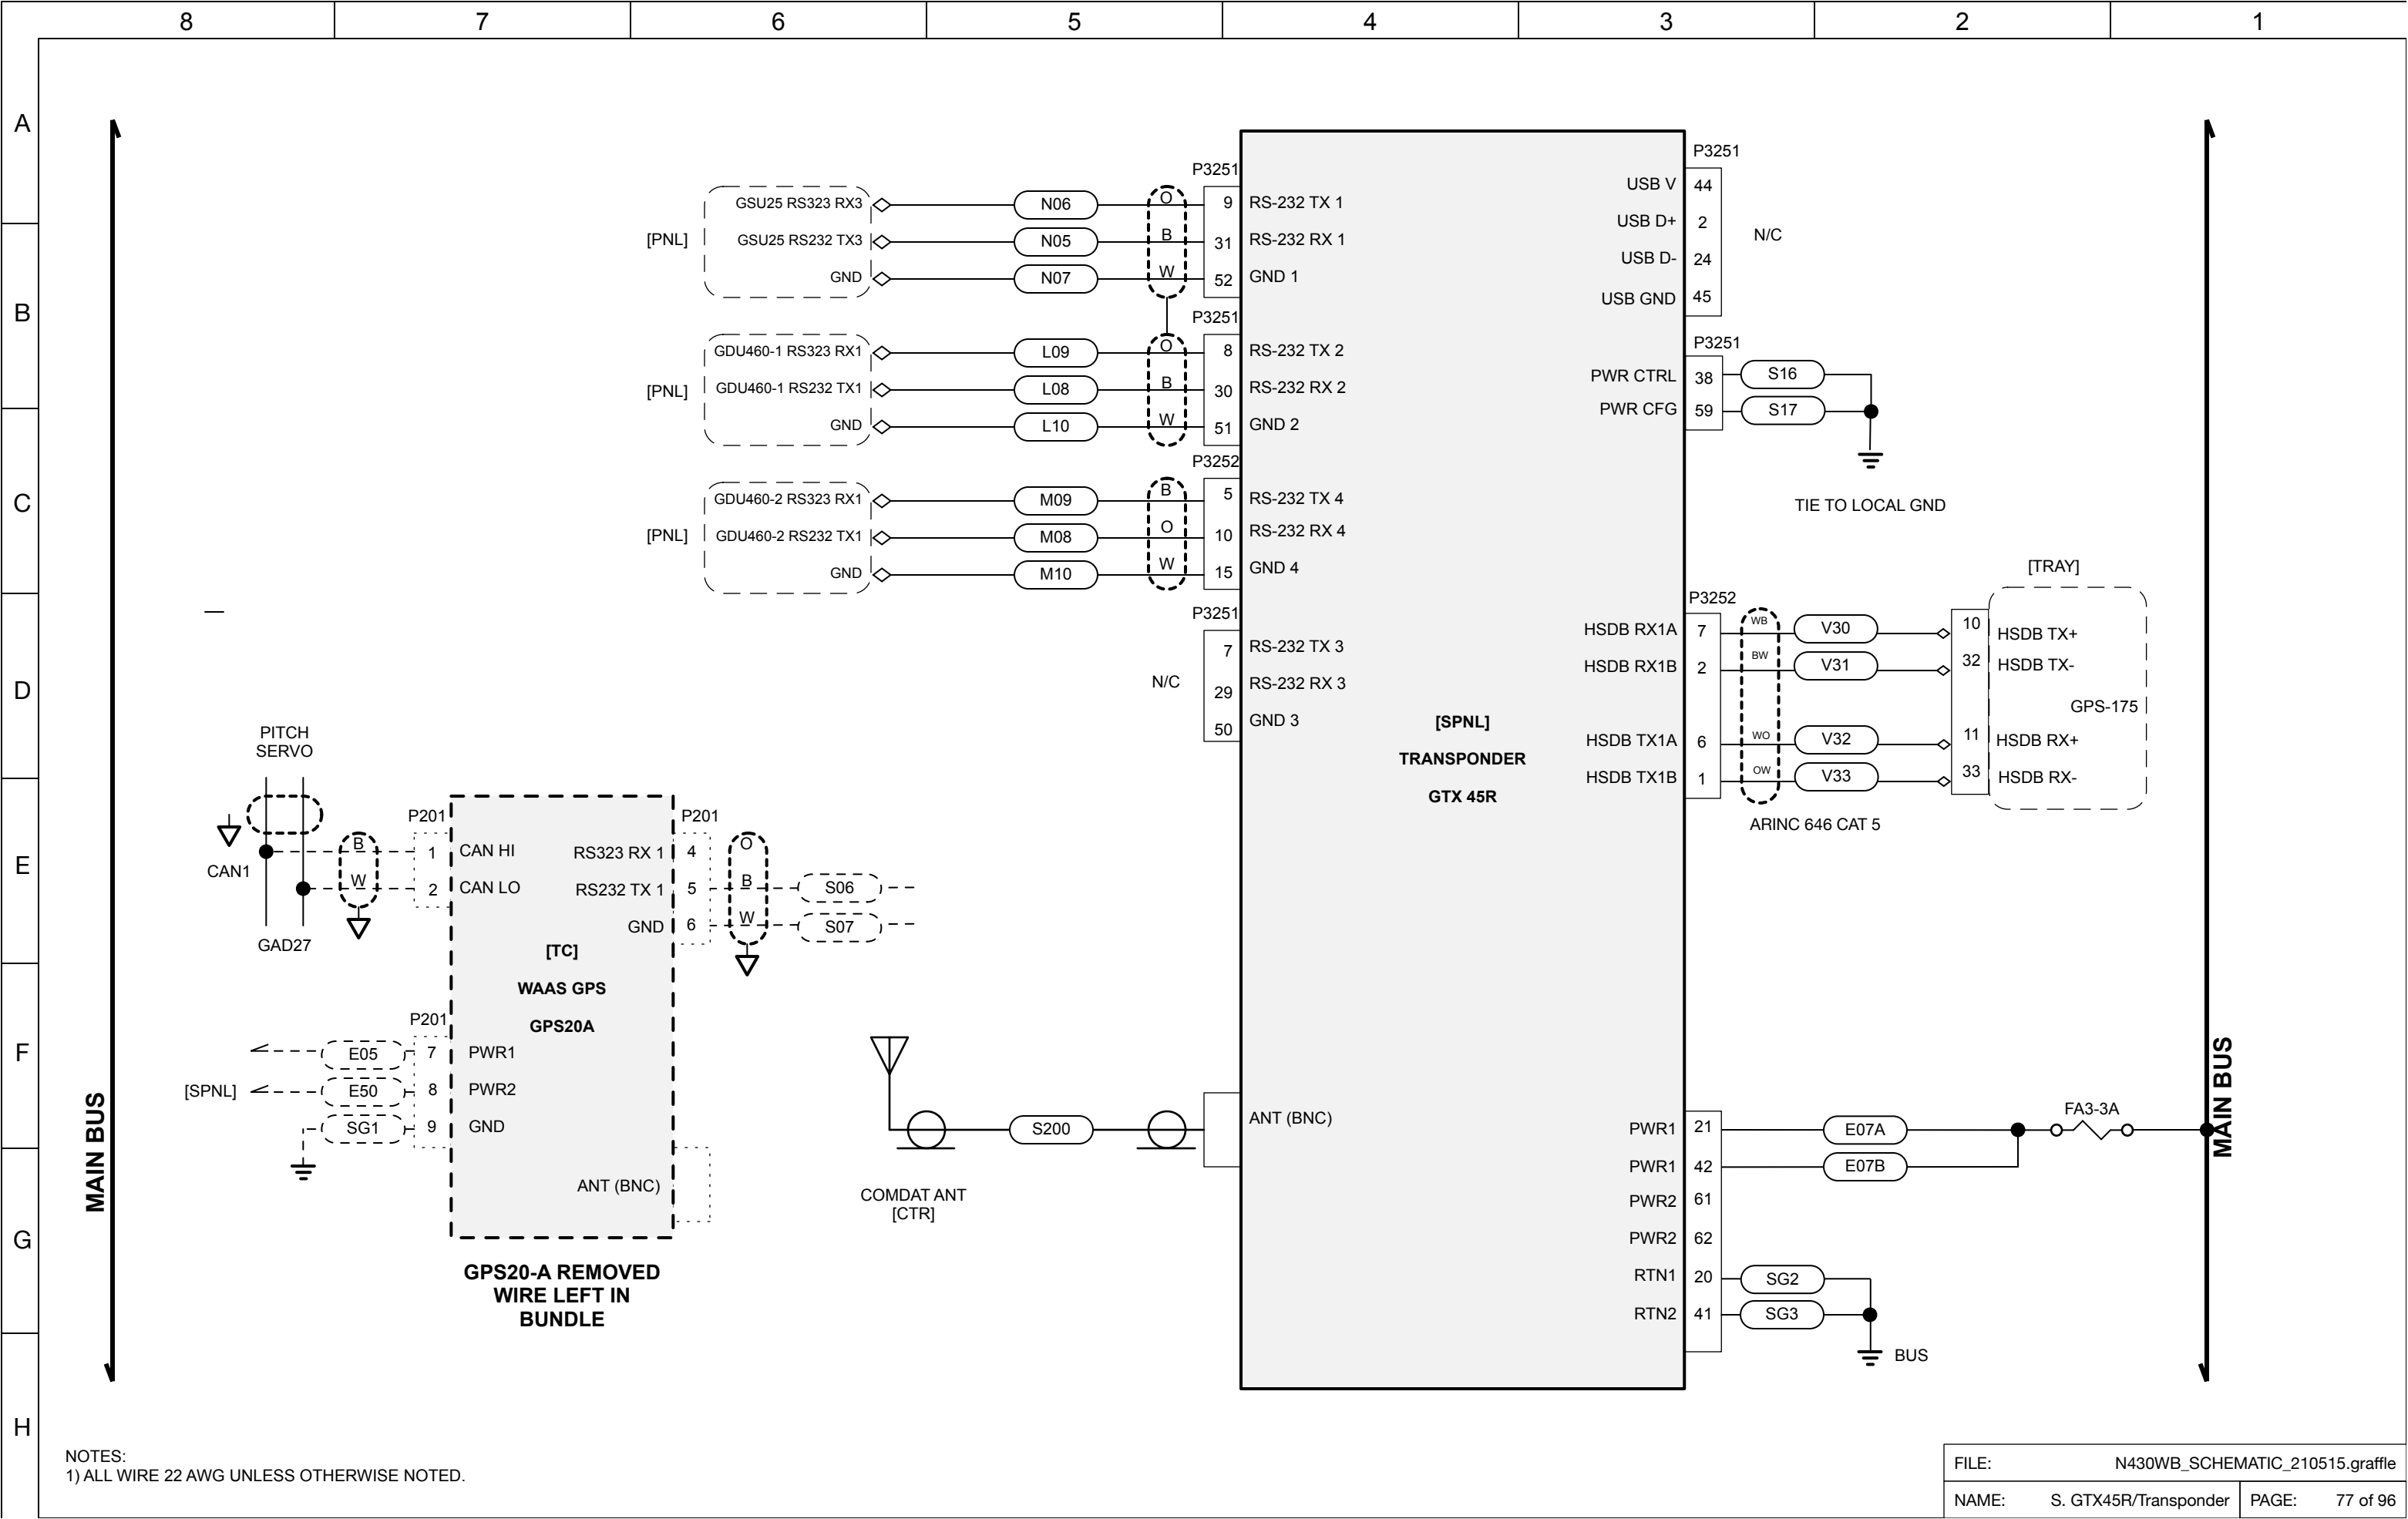 8 7 6 5 4 3 2 1
A
B
C
D
E
F
G
H
MAIN BUS
[PNL]
GSU25 RS323 RX3
GSU25 RS232 TX3
GND
N06
N05
N07
O
B
W
P3251
9 RS-232 TX 1
31 RS-232 RX 1
52 GND 1
[PNL]
GDU460-1 RS323 RX1
GDU460-1 RS232 TX1
GND
L09
L08
L10
O
B
W
P3251
8 RS-232 TX 2
30 RS-232 RX 2
51 GND 2
[PNL]
GDU460-2 RS323 RX1
GDU460-2 RS232 TX1
GND
M09
M08
M10
B
O
W
P3252
5 RS-232 TX 4
10 RS-232 RX 4
15 GND 4
P3251
N/C
7 RS-232 TX 3
29 RS-232 RX 3
50 GND 3
[SPNL]
TRANSPONDER
GTX 45R
P3251
USB V 44
USB D+ 2
USB D- 24
USB GND 45
N/C
P3251
PWR CTRL 38 S16
PWR CFG 59 S17
TIE TO LOCAL GND
[TRAY]
P3252
HSDB RX1A 7 WB V30 10 HSDB TX+
HSDB RX1B 2 BW V31 32 HSDB TX-
GPS-175
HSDB TX1A 6 WO V32 11 HSDB RX+
HSDB TX1B 1 OW V33 33 HSDB RX-
ARINC 646 CAT 5
PITCH
SERVO
CAN1
GAD27
B
W
P201
1 CAN HI
2 CAN LO
P201
RS323 RX 1 4 O
RS232 TX 1 5 B S06
GND 6 W S07
[TC]
WAAS GPS
GPS20A
P201
E05 7 PWR1
[SPNL] E50 8 PWR2
SG1 9 GND
ANT (BNC)
GPS20-A REMOVED
WIRE LEFT IN
BUNDLE
S200
ANT (BNC)
COMDAT ANT
[CTR]
PWR1 21 E07A
FA3-3A
PWR1 42 E07B
PWR2 61
PWR2 62
RTN1 20 SG2
RTN2 41 SG3
BUS
MAIN BUS
NOTES:
1) ALL WIRE 22 AWG UNLESS OTHERWISE NOTED.
FILE: N430WB_SCHEMATIC_210515.graffle
NAME: S. GTX45R/Transponder PAGE: 77 of 96